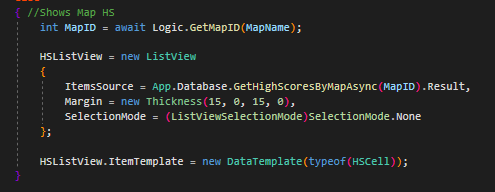 { //Shows Map HS
int MapID = await Logic.GetMapID(MapName);
HSListView = new ListView
{
ItemsSource = App.Database.GetHighScoresByMapAsync(MapID).Result,
Margin = new Thickness(15, 0, 15, 0),
SelectionMode = (ListViewSelectionMode)SelectionMode.None
};
HSListView.ItemTemplate = new DataTemplate(typeof(HSCell));
}